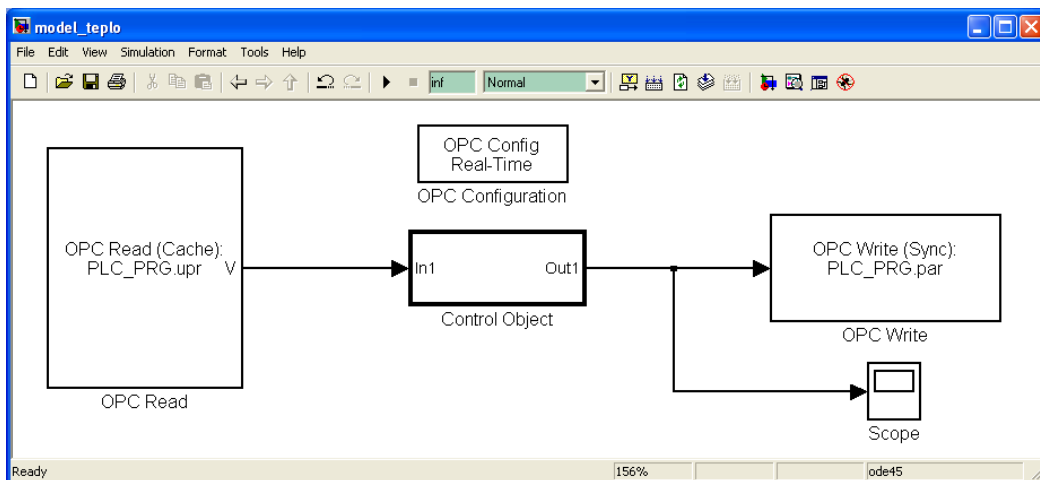 model_teplo
File Edit View Simulation Format Tools Help
inf Normal
OPC Config
Real-Time
OPC Configuration
OPC Read (Cache):
PLC_PRG.upr V
OPC Read
In1 Out1
Control Object
OPC Write (Sync):
PLC_PRG.par
OPC Write
Scope
Ready 156% ode45